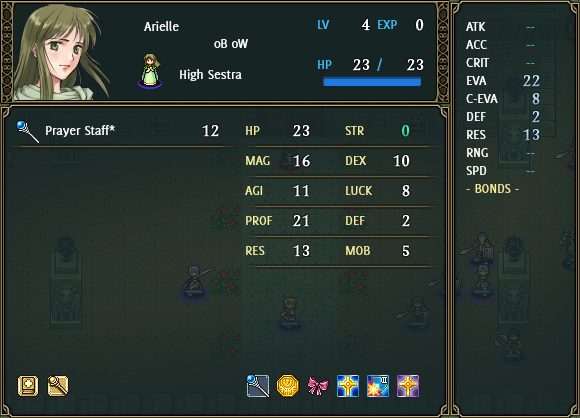 Arielle
LV 4 EXP 0
oB oW
High Sestra
HP 23 / 23
Prayer Staff* 12
HP 23 STR 0
MAG 16 DEX 10
AGI 11 LUCK 8
PROF 21 DEF 2
RES 13 MOB 5
II
ATK --
ACC --
CRIT --
EVA 22
C-EVA 8
DEF 2
RES 13
RNG --
SPD --
- BONDS -